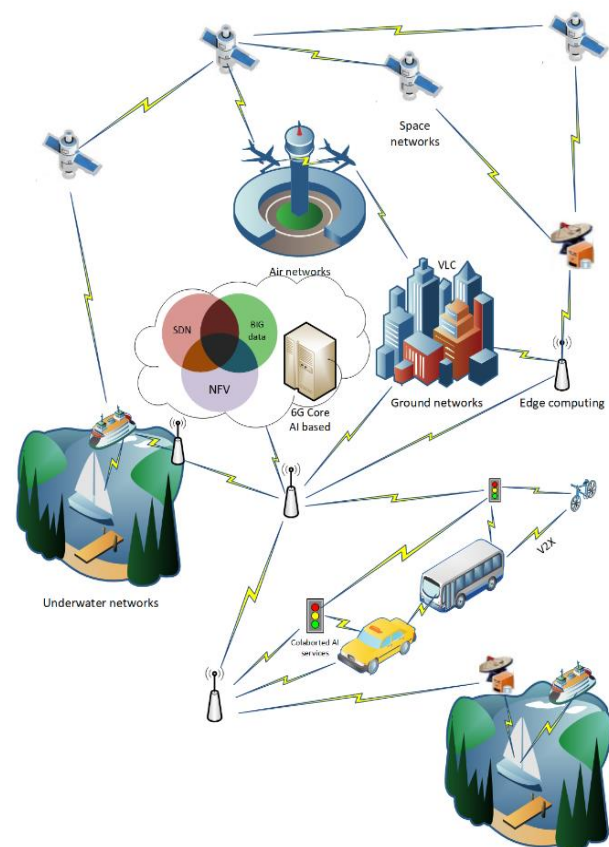 Space
networks
Air networks
VLC
SDN
BIG
data
NFV
6G Core
AI based
Ground networks
Edge computing
Underwater networks
V2X
Colaborted AI
services